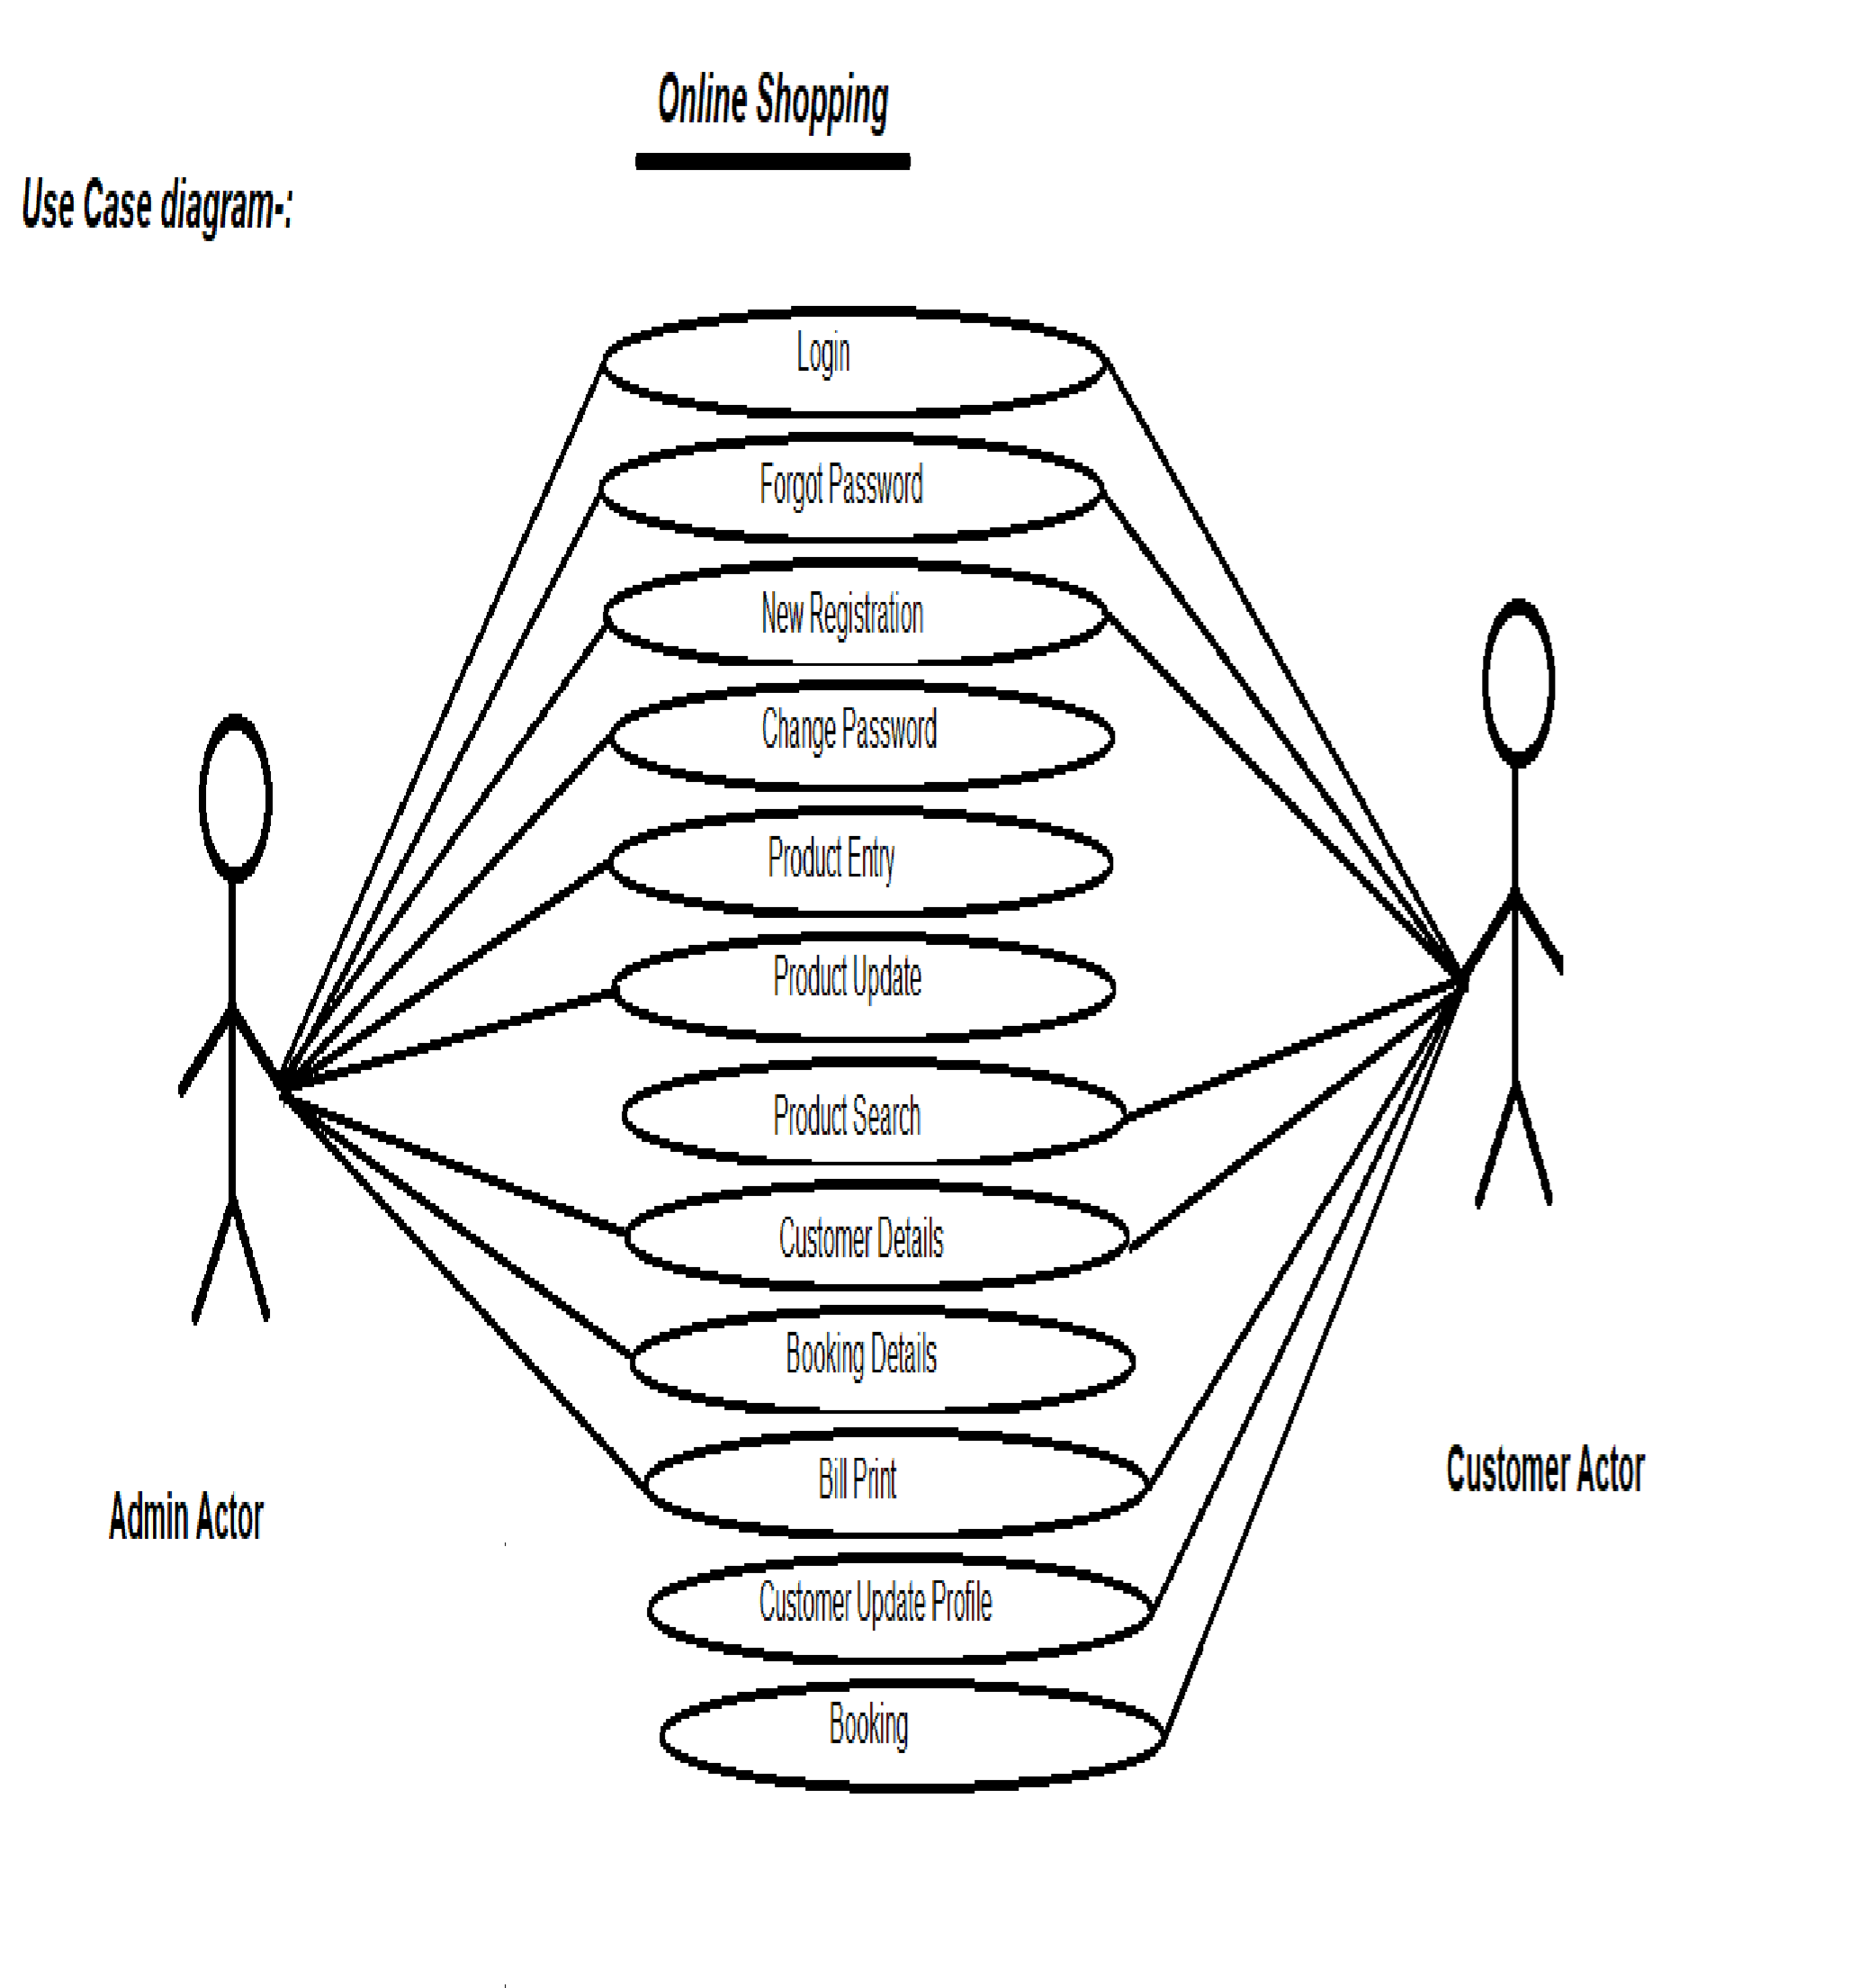 Online Shopping
Use Case diagram-:
Login
Forgot Password
New Registration
Change Password
Product Entry
Product Update
Product Search
Customer Details
Booking Details
Bill Print
Customer Update Profile
Booking
Admin Actor
Customer Actor